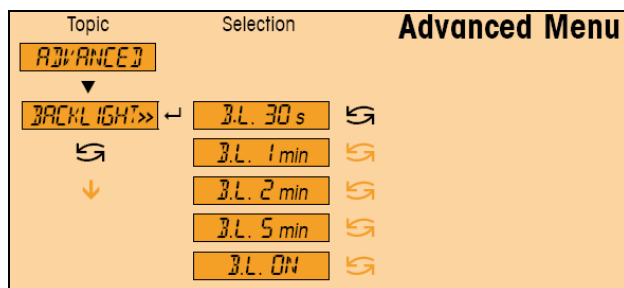 Topic Selection Advanced Menu
ADVANCED
BACKLIGHT>> B.L. 30 s
B.L. 1 min
B.L. 2 min
B.L. 5 min
B.L. ON